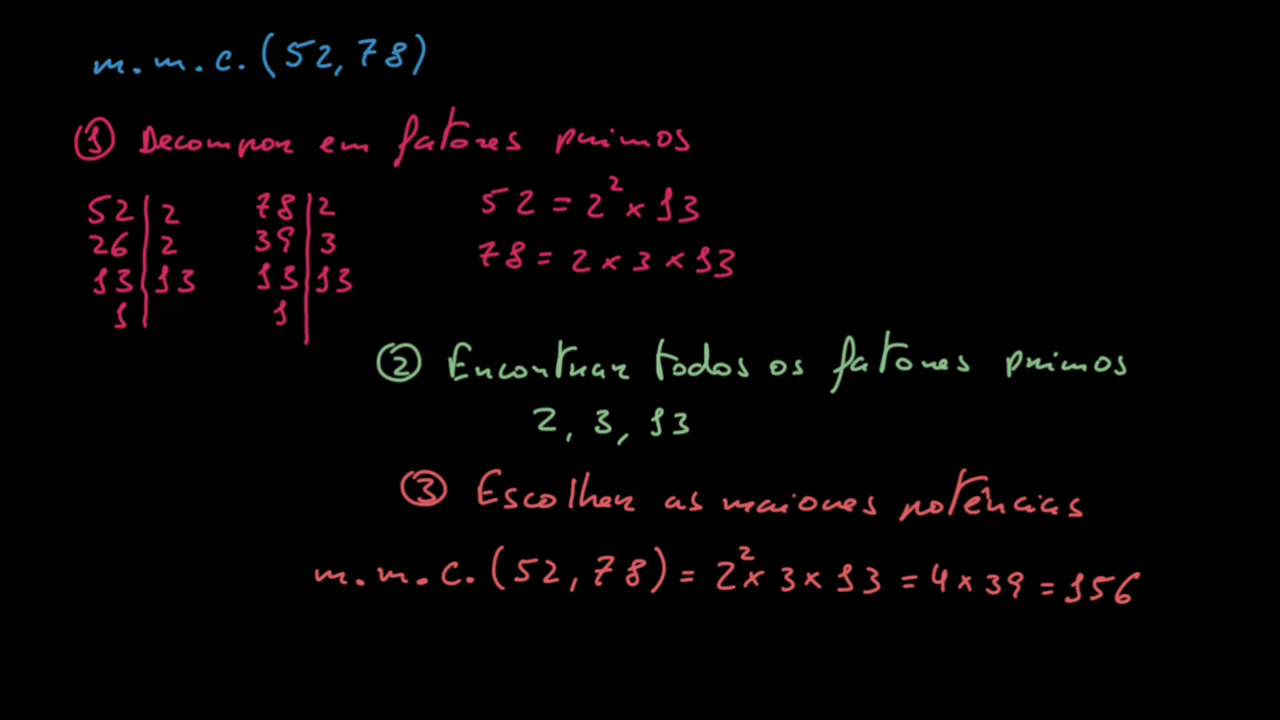 m.m.c.(52,78)
① Decompor em fatores primos
52|2 78|2 52 = 2² × 13
26|2 39|3 78 = 2 × 3 × 13
13|13 13|13
1| 1|
② Encontrar todos os fatores primos
2, 3, 13
③ Escolher as maiores potências
m.m.c.(52,78) = 2² × 3 × 13 = 4 × 39 = 156